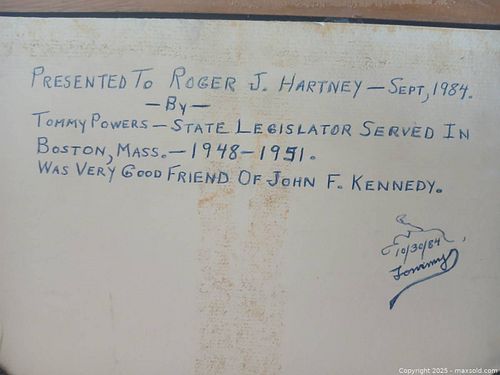 PRESENTED TO ROGER J. HARTNEY — SEPT, 1984.
— By —
TOMMY POWERS — STATE LEGISLATOR SERVED IN
BOSTON, MASS. — 1948 – 1951.
WAS VERY GOOD FRIEND OF JOHN F. KENNEDY.
10/30/84
Tommy
Copyright 2025 - maxsold.com